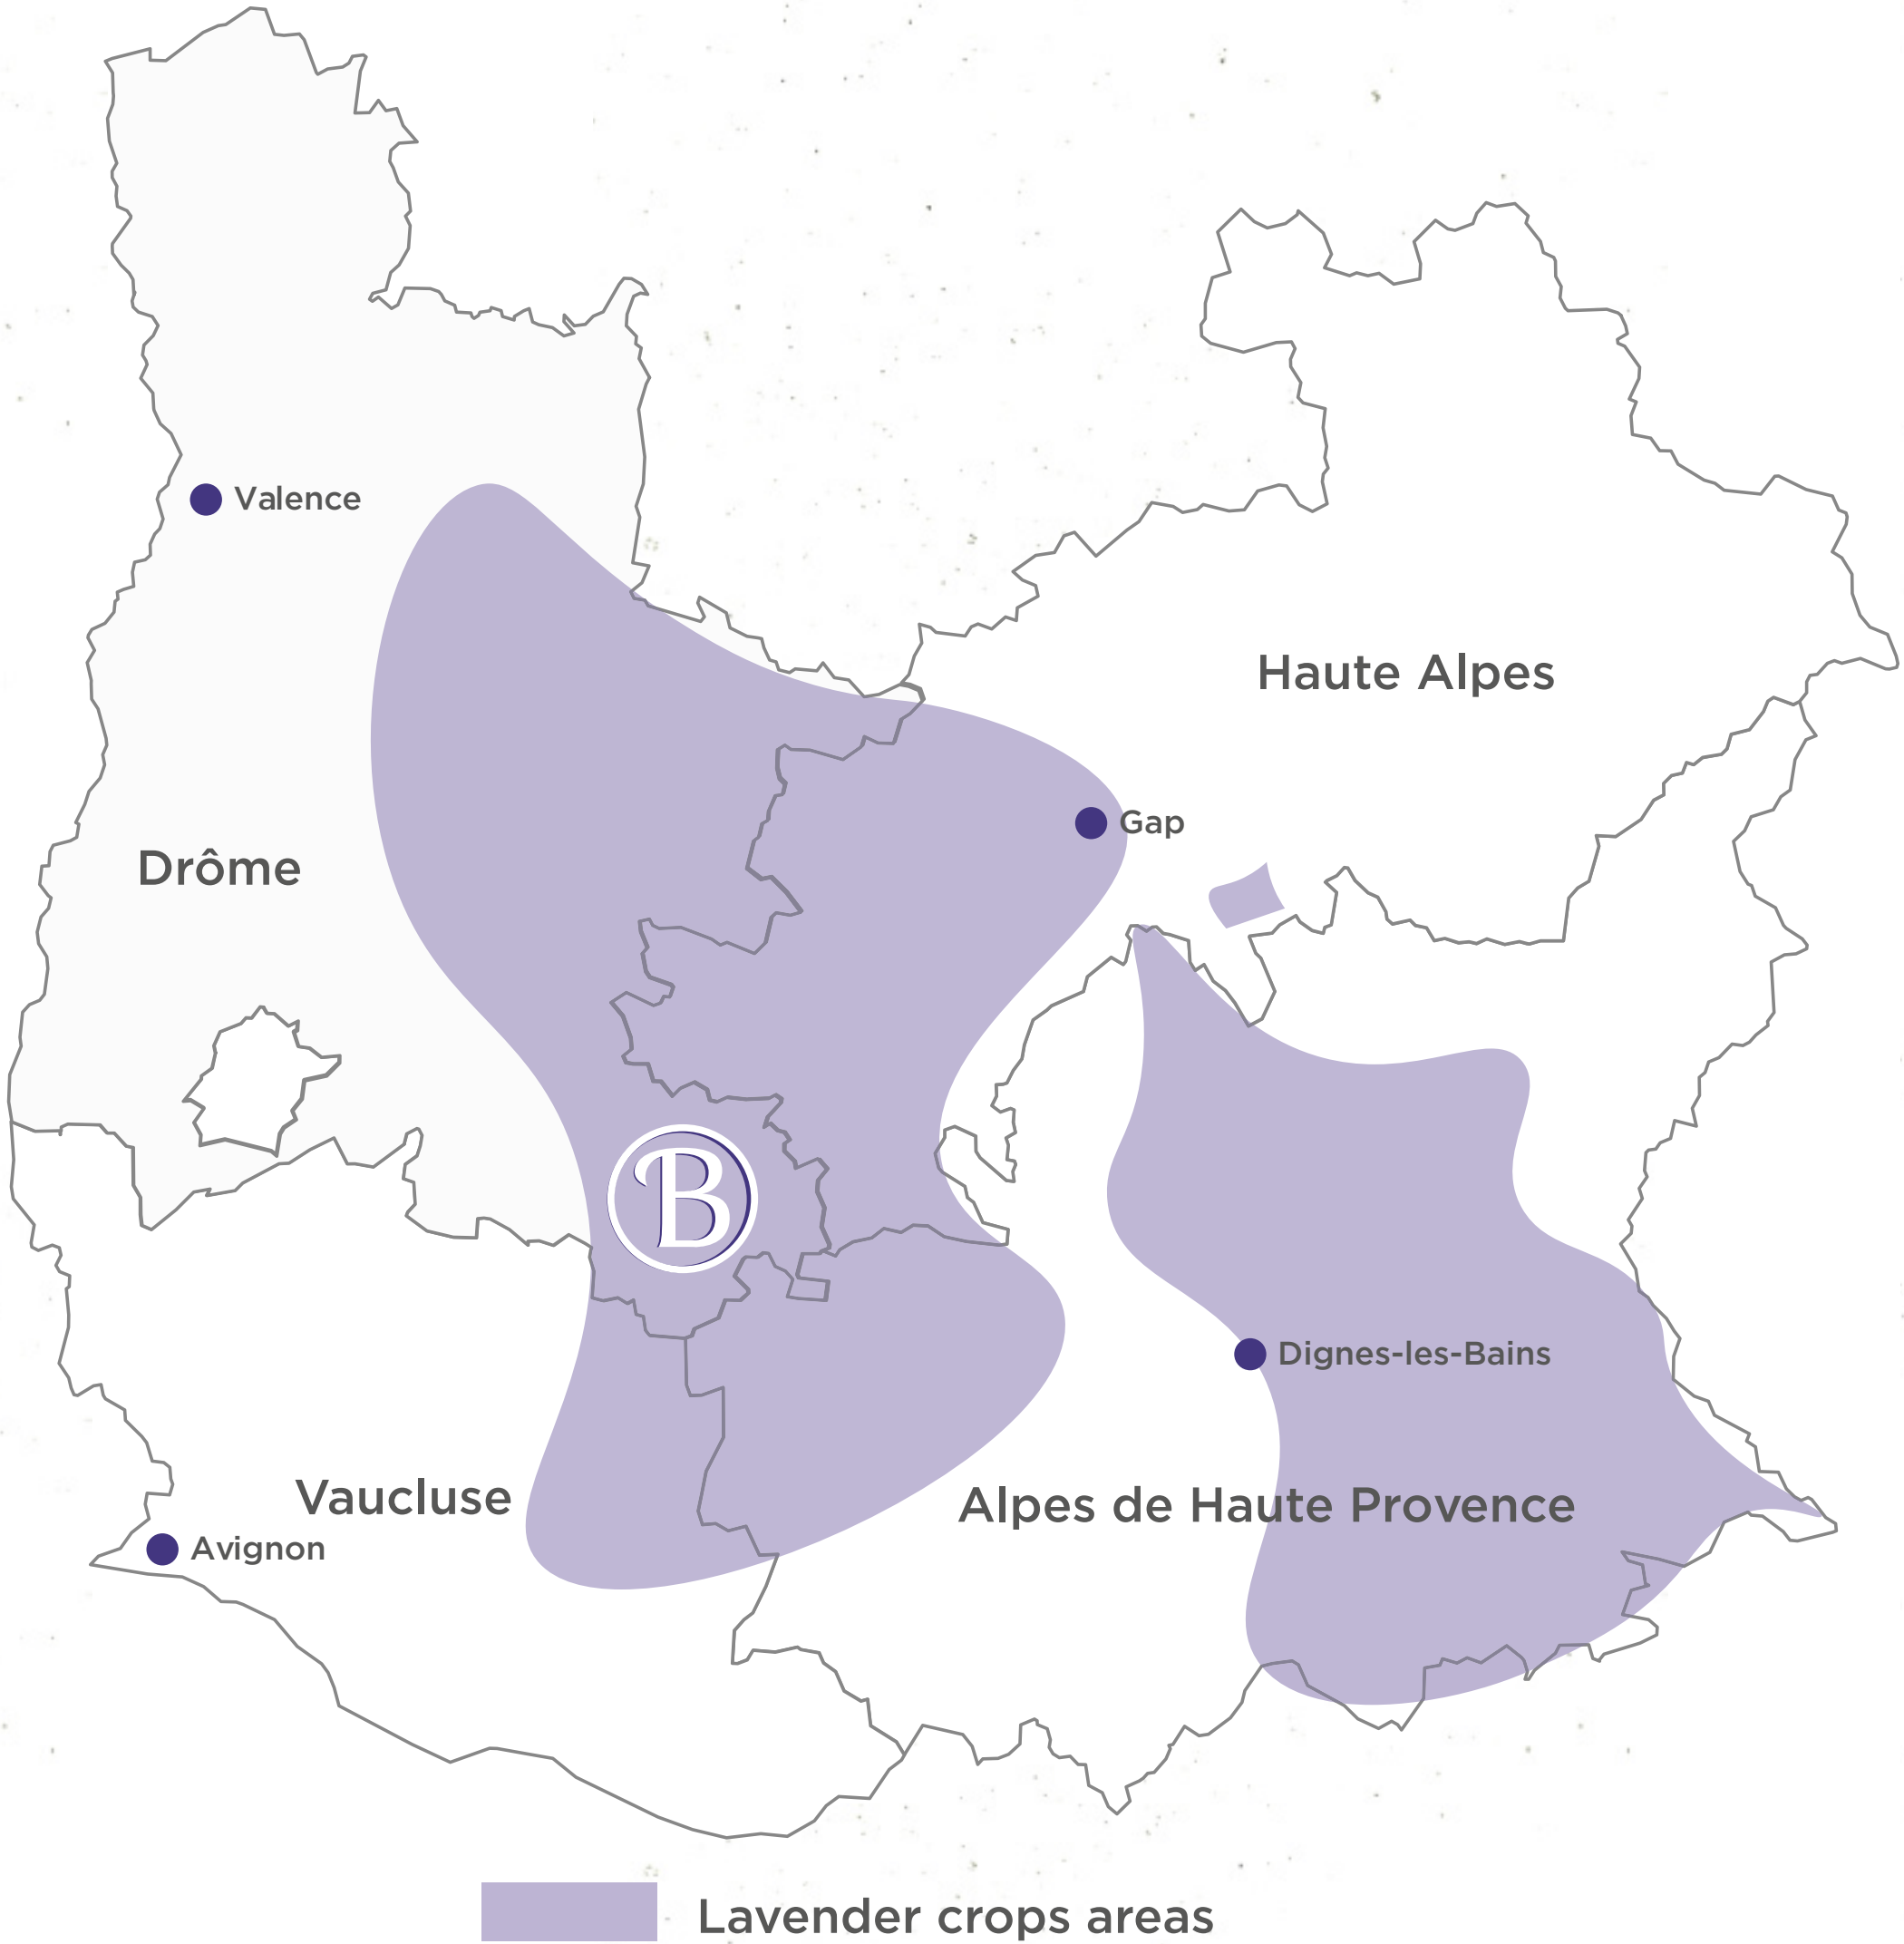 Valence
Haute Alpes
Gap
Drôme
B
Dignes-les-Bains
Vaucluse
Alpes de Haute Provence
Avignon
Lavender crops areas